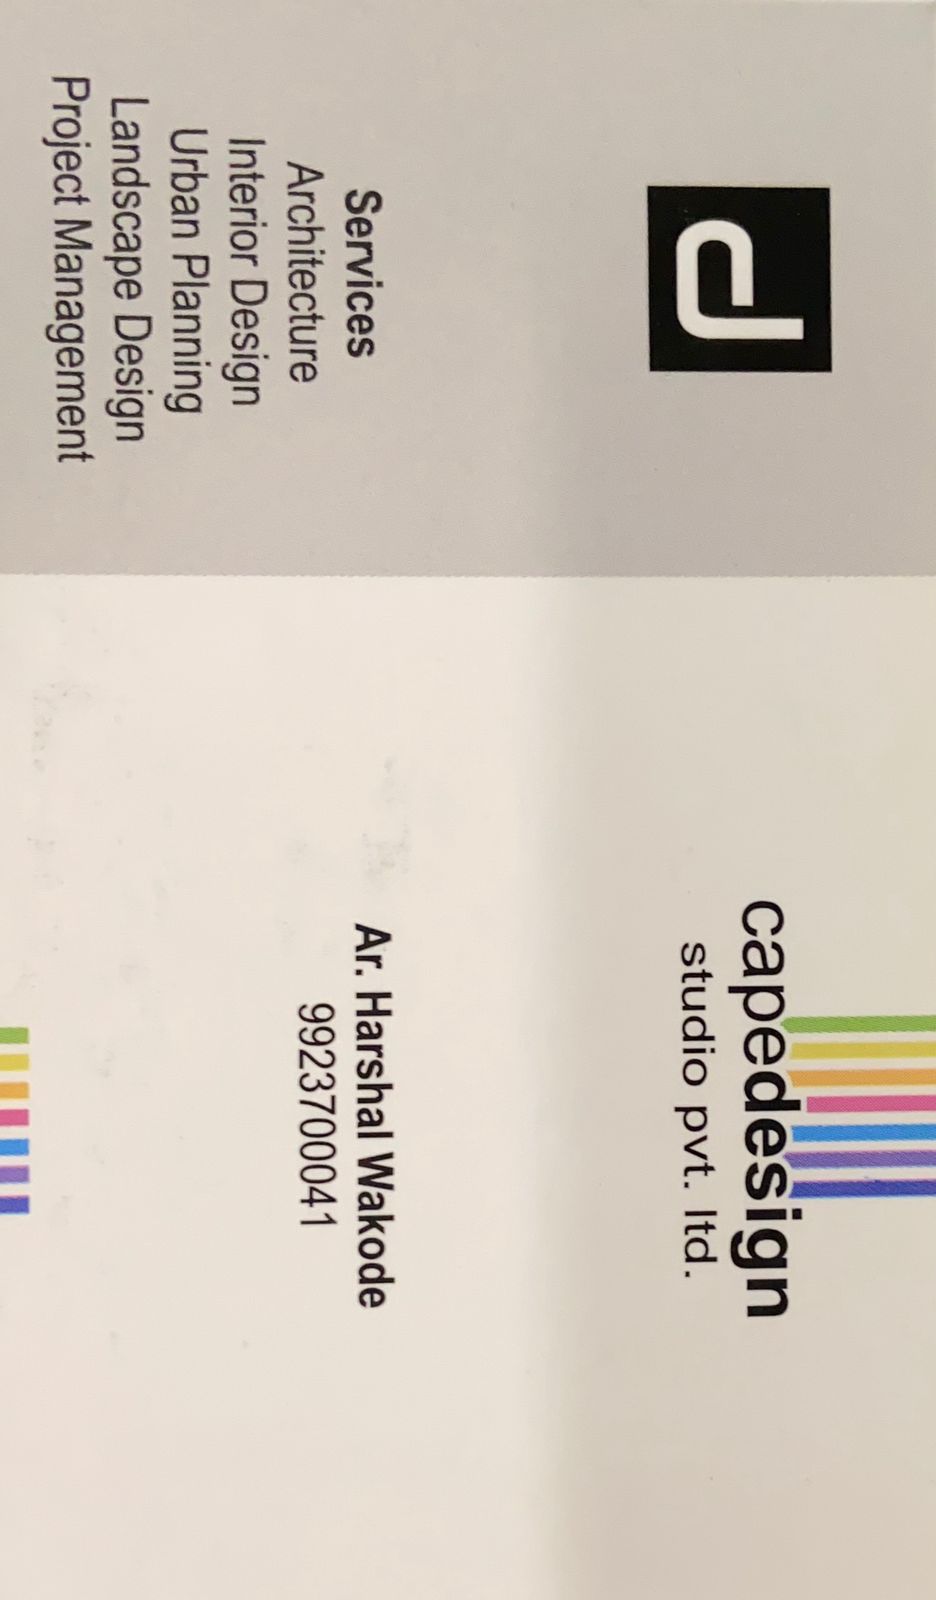 Services
Architecture
Interior Design
Urban Planning
Landscape Design
Project Management
capedesign
studio pvt. ltd.
Ar. Harshal Wakode
9923700041